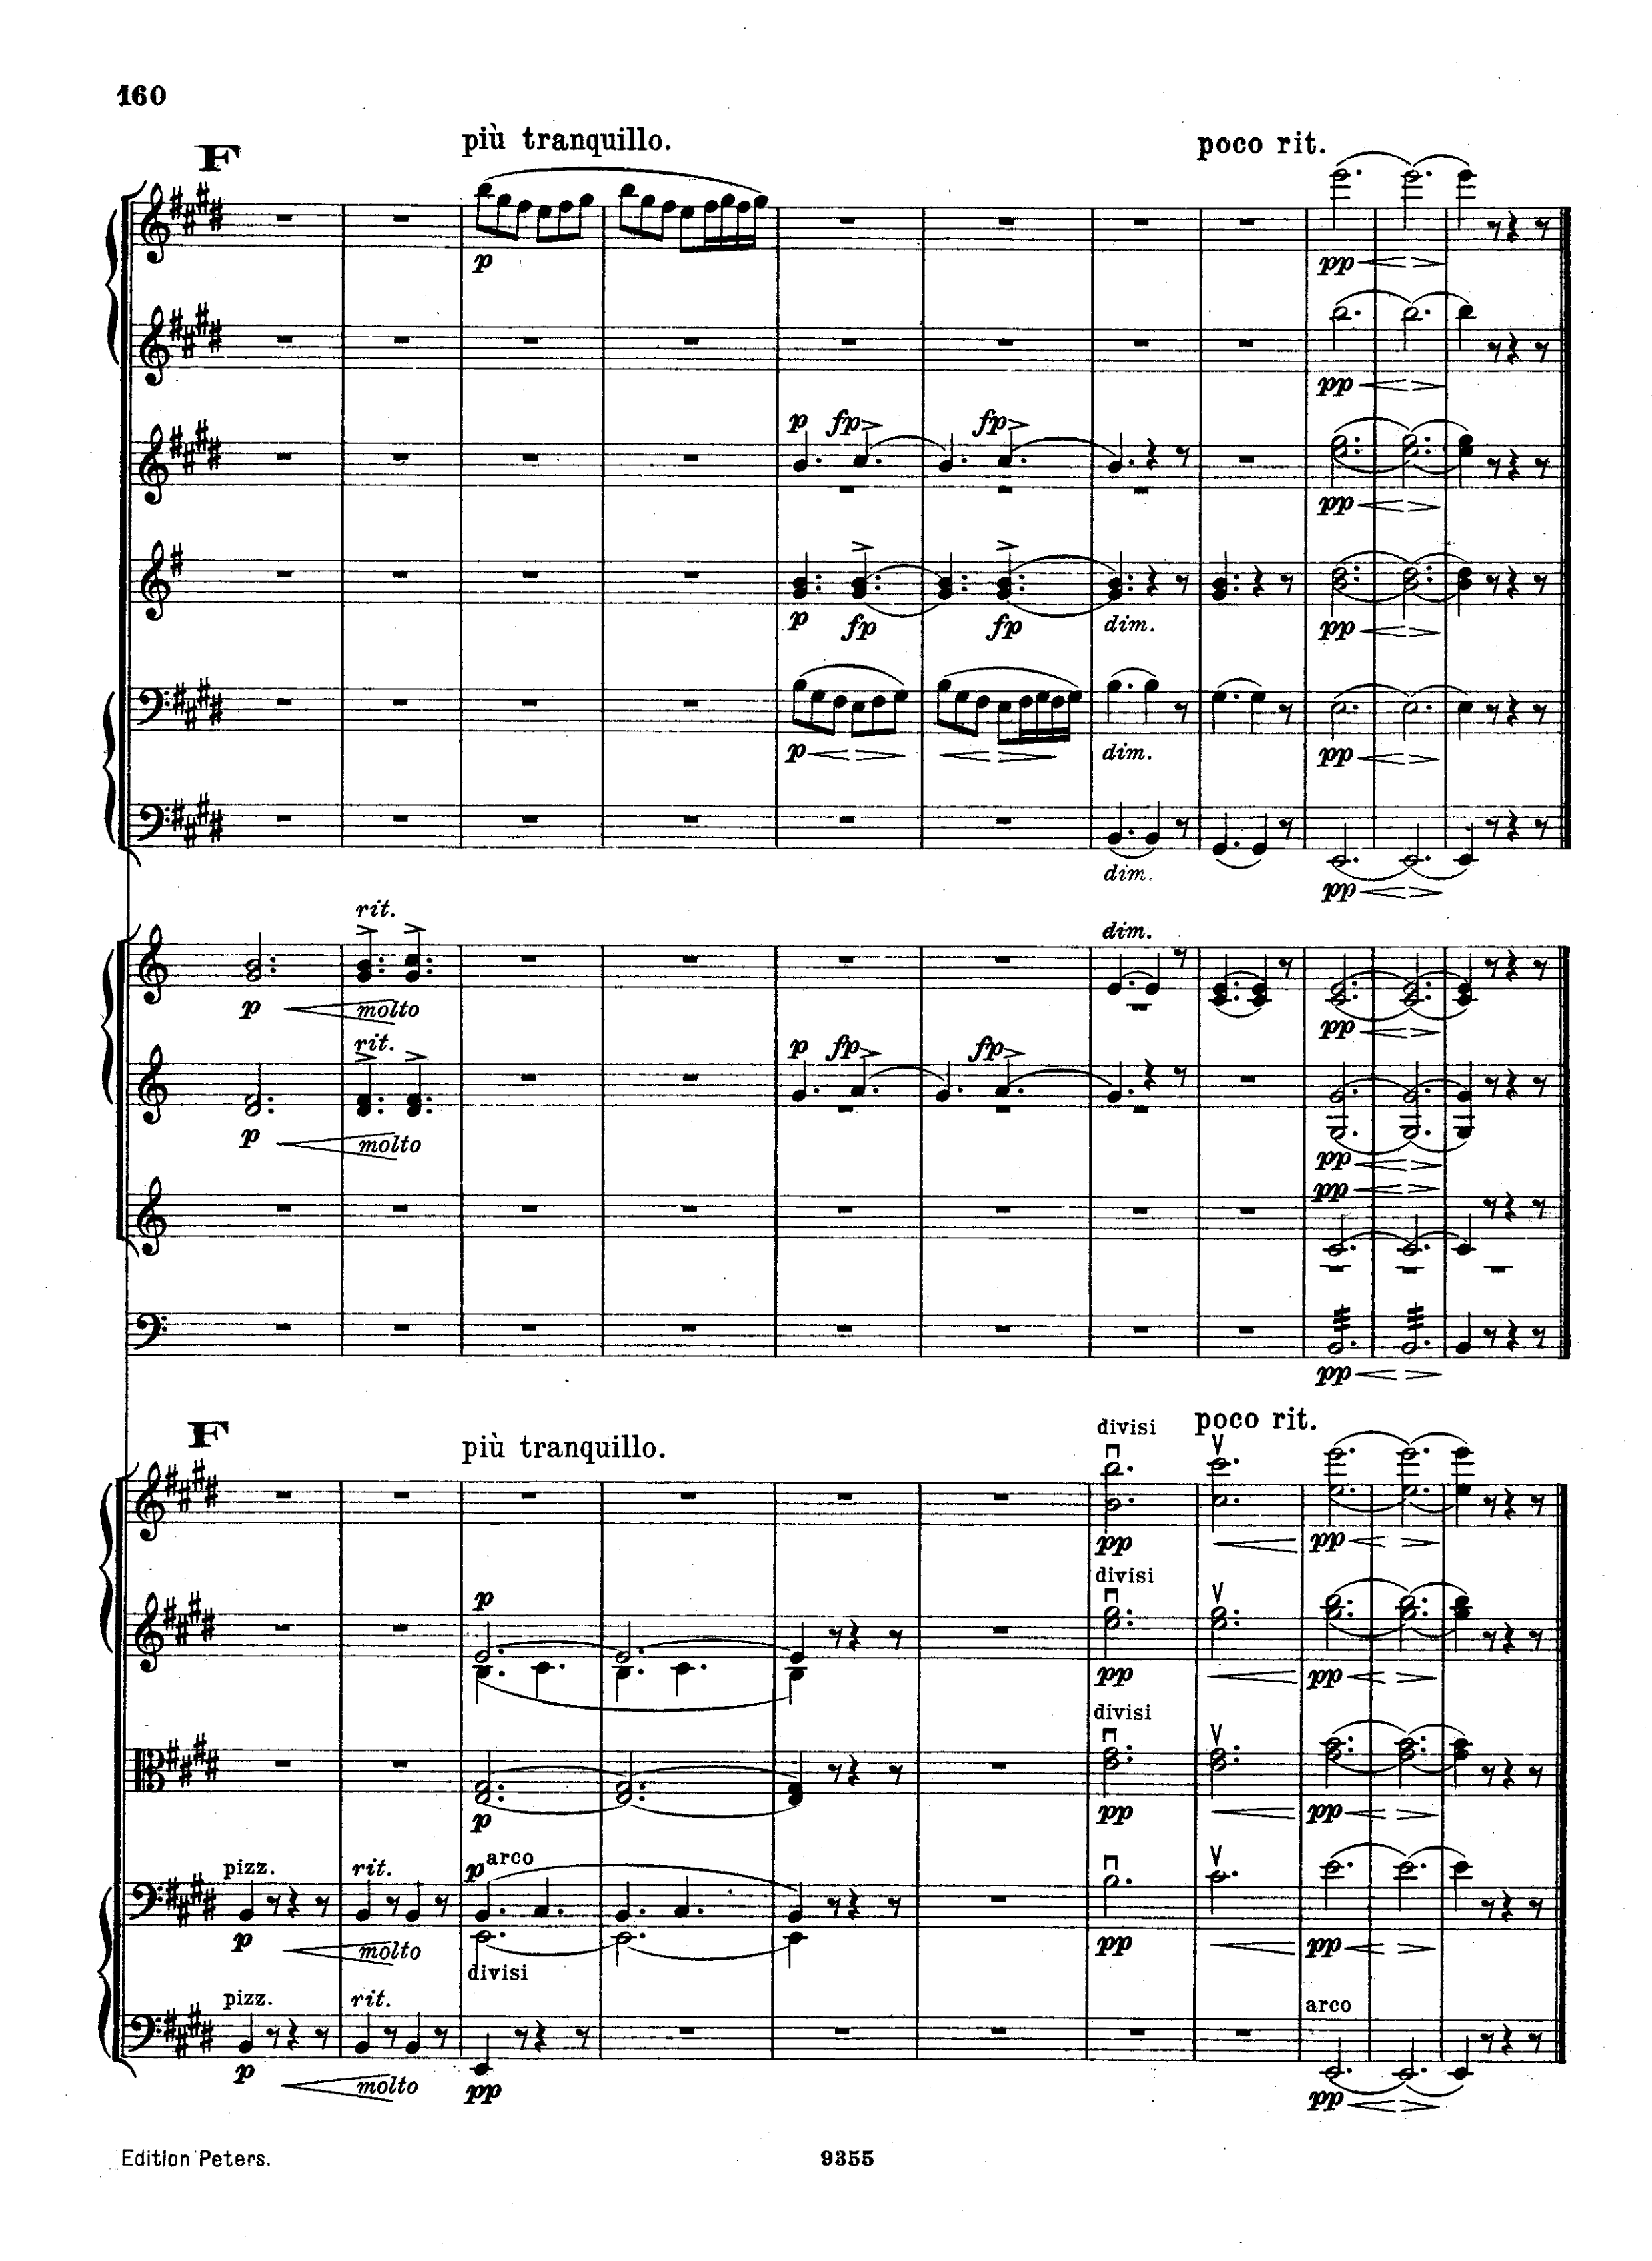 160
F
più tranquillo.
poco rit.
p
pp
pp
p fp fp
pp
p fp fp dim.
pp
p dim.
pp
dim.
pp
rit.
dim.
p molto
pp
rit.
p fp fp
p molto
pp
pp
pp
F
più tranquillo.
divisi
poco rit.
pp pp
divisi
p
pp pp
divisi
p pp pp
pizz. rit. p arco
p molto
pp pp
divisi
pizz. rit.
arco
p molto pp
pp
Edition Peters.
9355